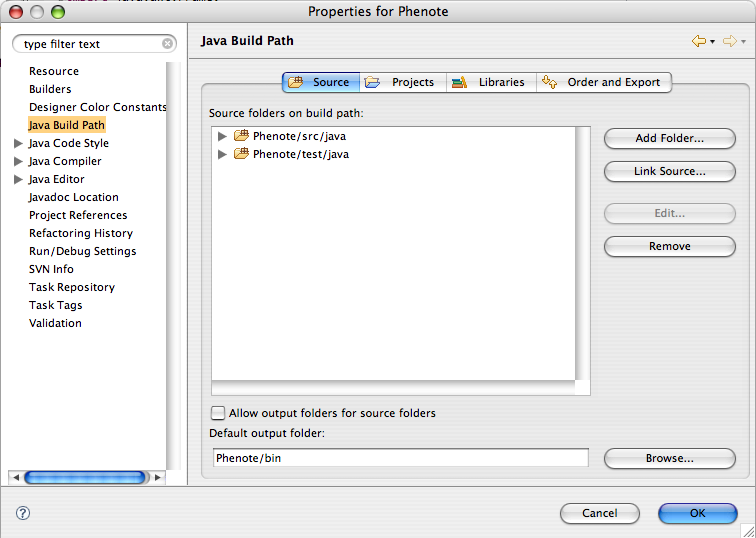 Properties for Phenote
type filter text
Java Build Path
Resource
Builders
Designer Color Constants
Java Build Path
Java Code Style
Java Compiler
Java Editor
Javadoc Location
Project References
Refactoring History
Run/Debug Settings
SVN Info
Task Repository
Task Tags
Validation
Source Projects Libraries Order and Export
Source folders on build path:
Phenote/src/java
Phenote/test/java
Add Folder...
Link Source...
Edit...
Remove
Allow output folders for source folders
Default output folder:
Phenote/bin
Browse...
?
Cancel OK